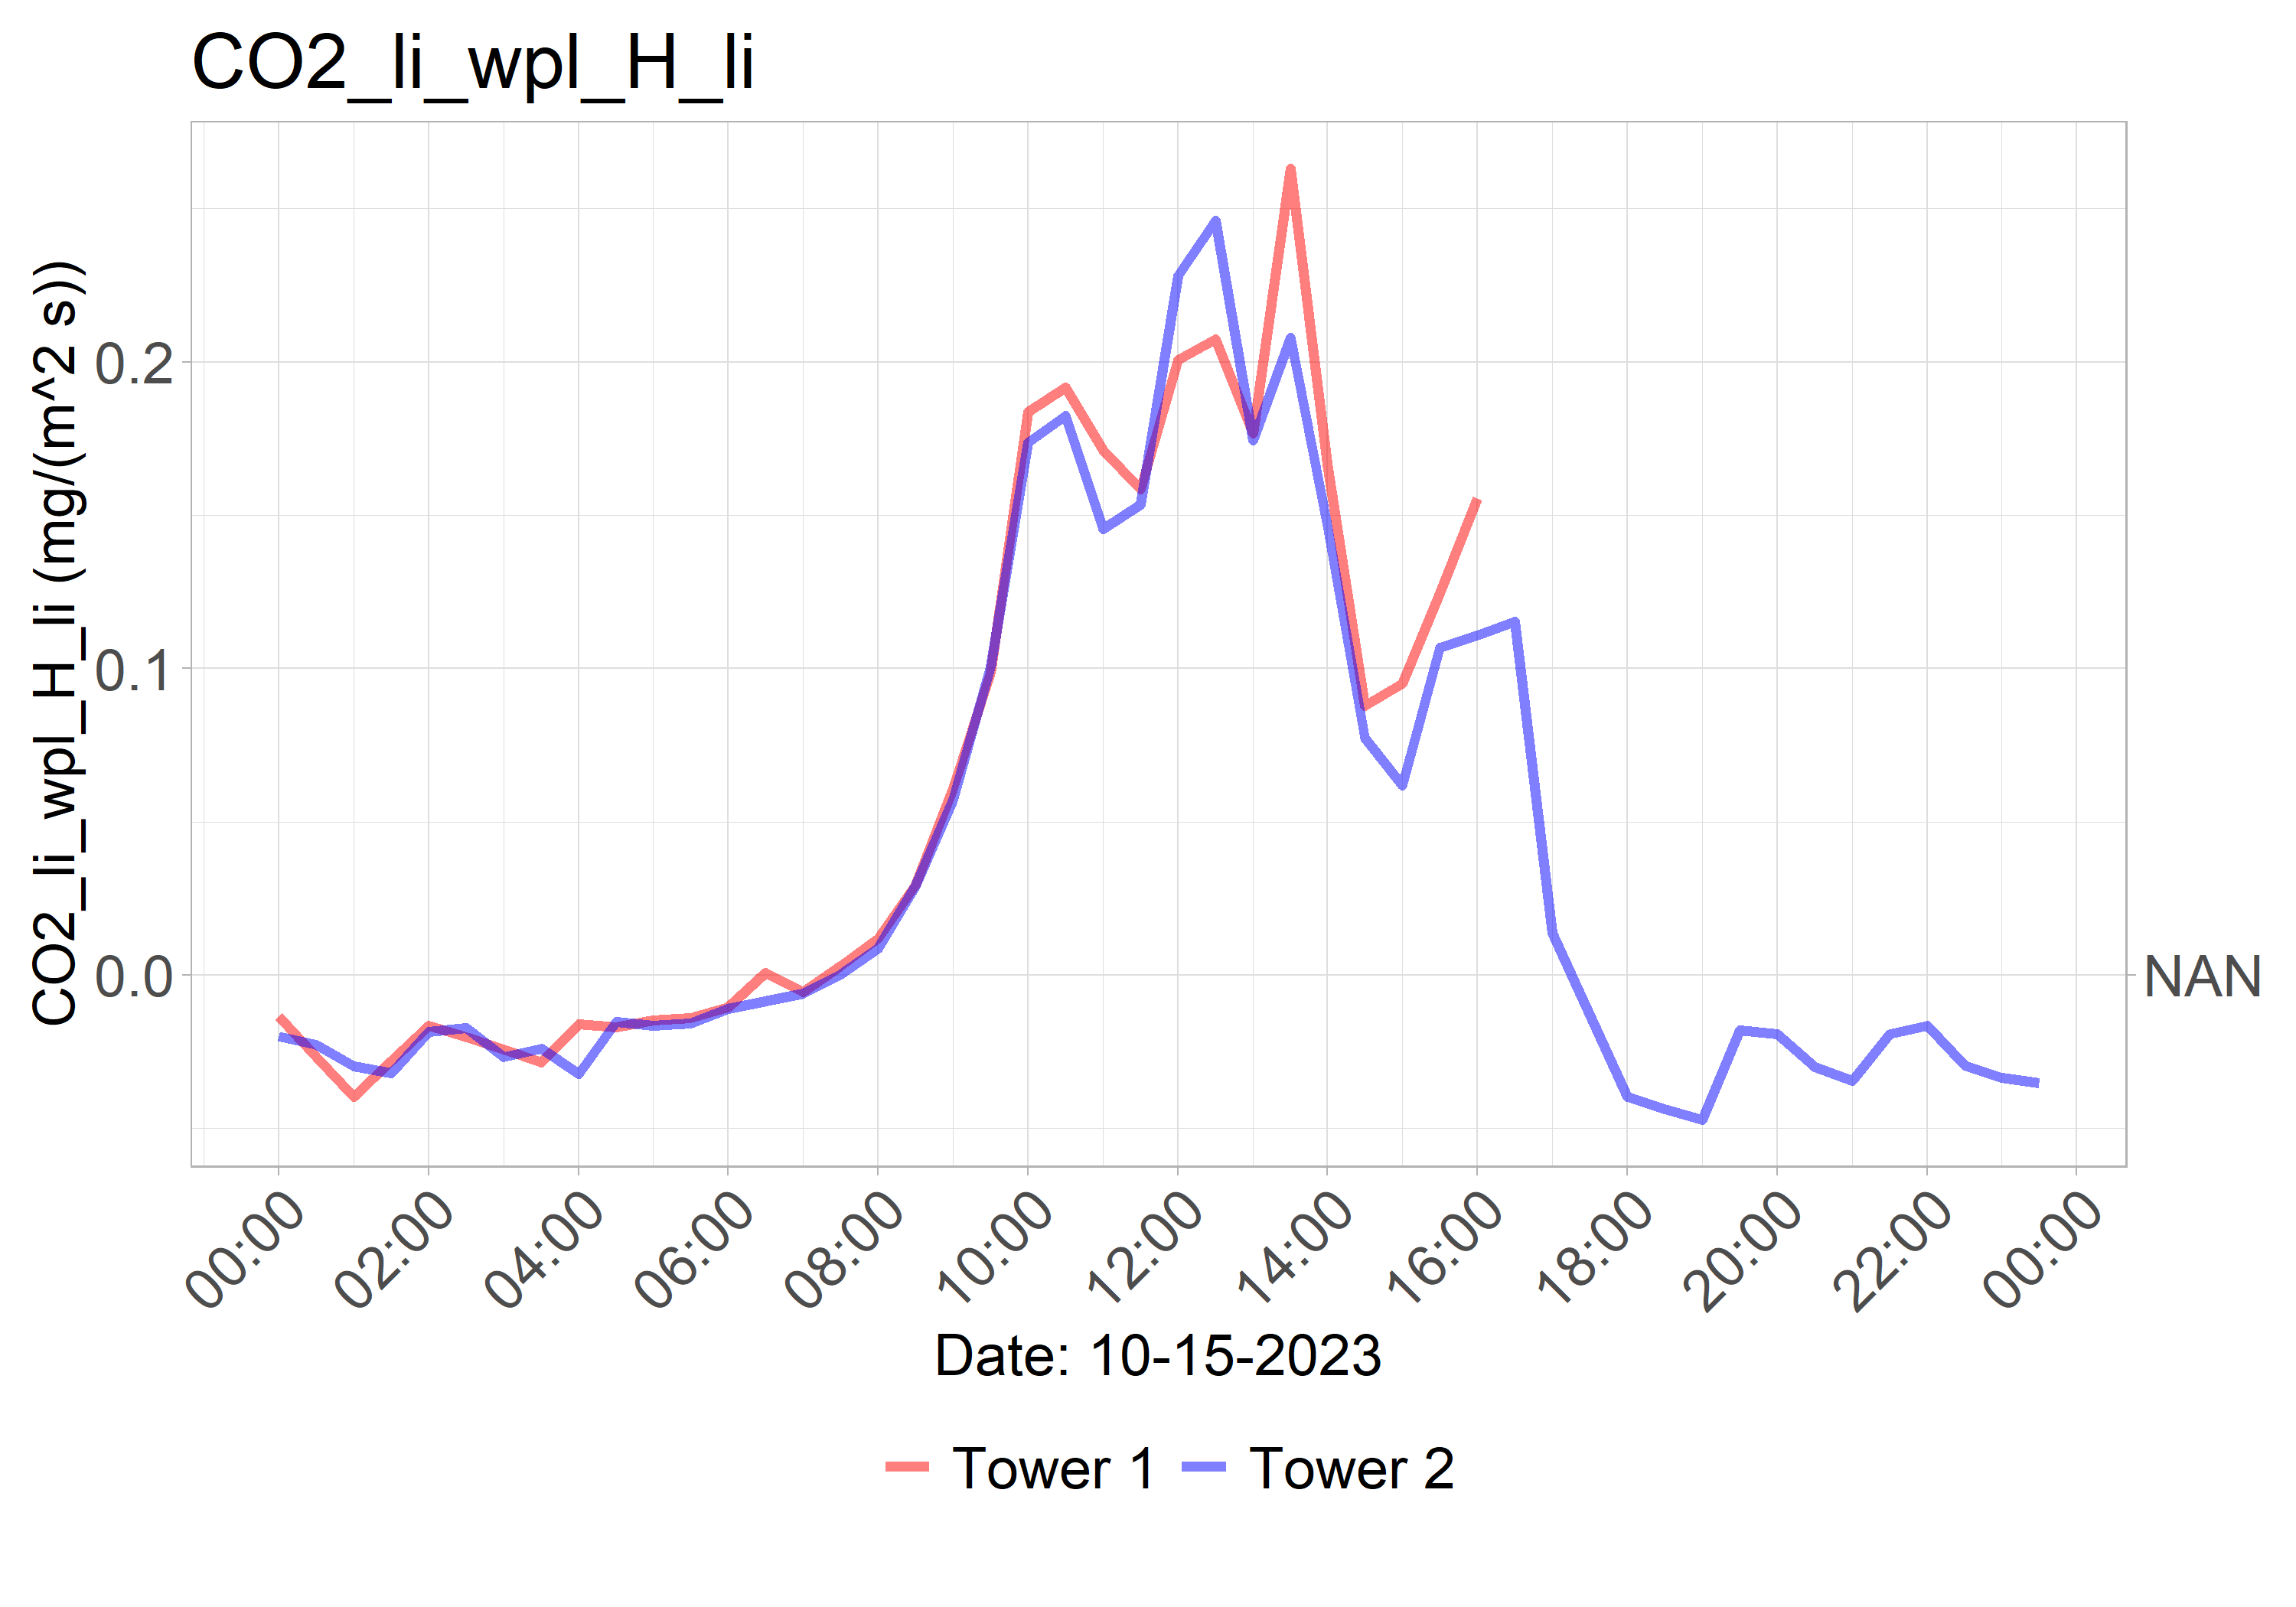 CO2_li_wpl_H_li
CO2_li_wpl_H_li (mg/(m^2 s))
0.2
0.1
0.0
NAN
00:00 02:00 04:00 06:00 08:00 10:00 12:00 14:00 16:00 18:00 20:00 22:00 00:00
Date: 10-15-2023
Tower 1 Tower 2